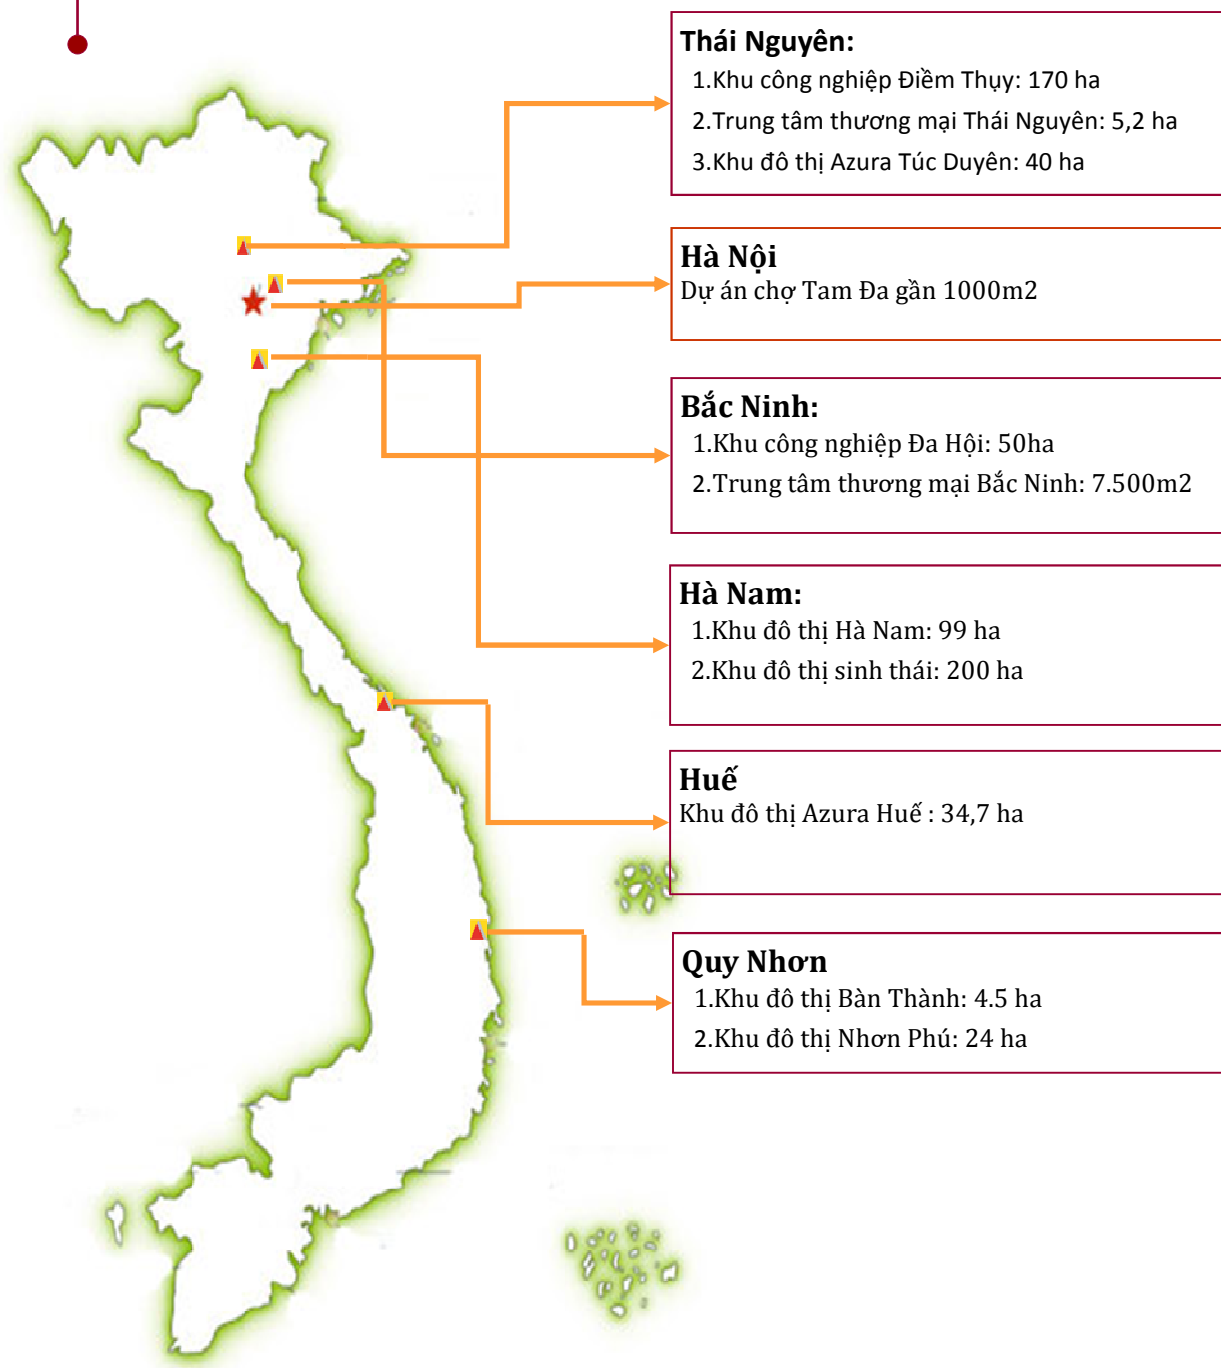 Thái Nguyên:
1.Khu công nghiệp Điềm Thụy: 170 ha
2.Trung tâm thương mại Thái Nguyên: 5,2 ha
3.Khu đô thị Azura Túc Duyên: 40 ha
Hà Nội
Dự án chợ Tam Đa gần 1000m2
Bắc Ninh:
1.Khu công nghiệp Đa Hội: 50ha
2.Trung tâm thương mại Bắc Ninh: 7.500m2
Hà Nam:
1.Khu đô thị Hà Nam: 99 ha
2.Khu đô thị sinh thái: 200 ha
Huế
Khu đô thị Azura Huế : 34,7 ha
Quy Nhơn
1.Khu đô thị Bàn Thành: 4.5 ha
2.Khu đô thị Nhơn Phú: 24 ha